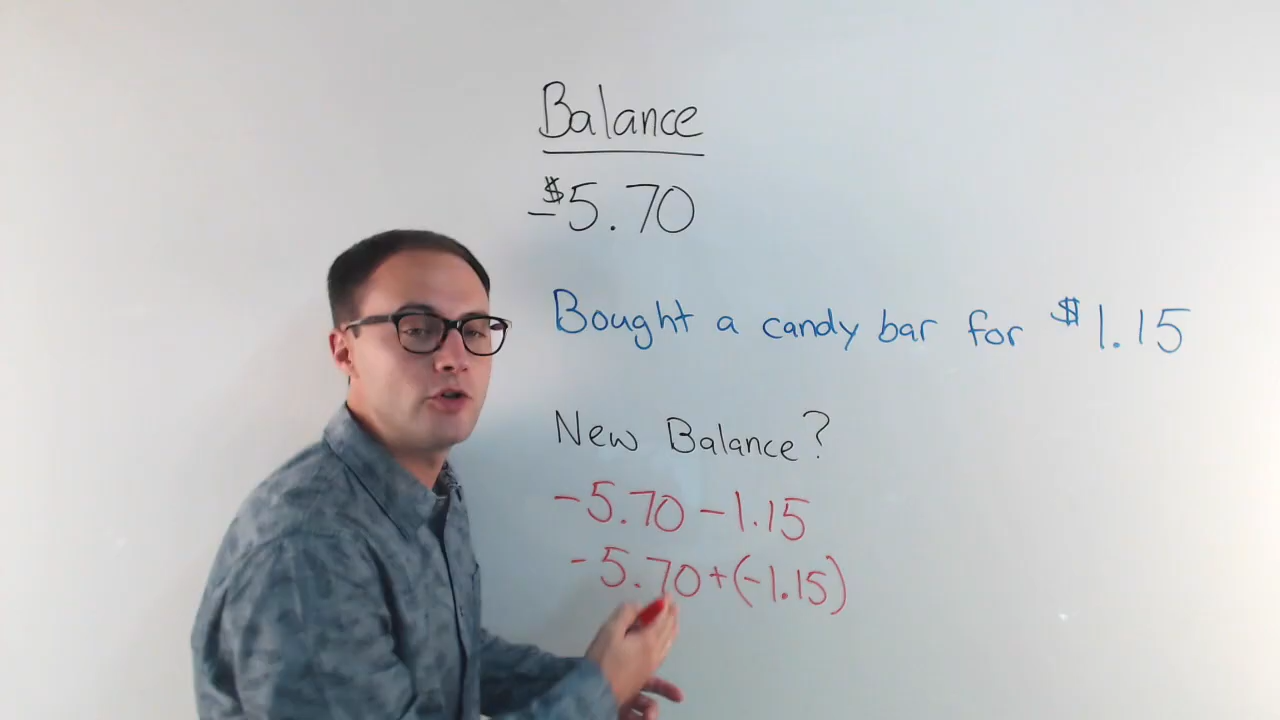 Balance
-$5.70
Bought a candy bar for $1.15
New Balance?
-5.70-1.15
-5.70+(-1.15)